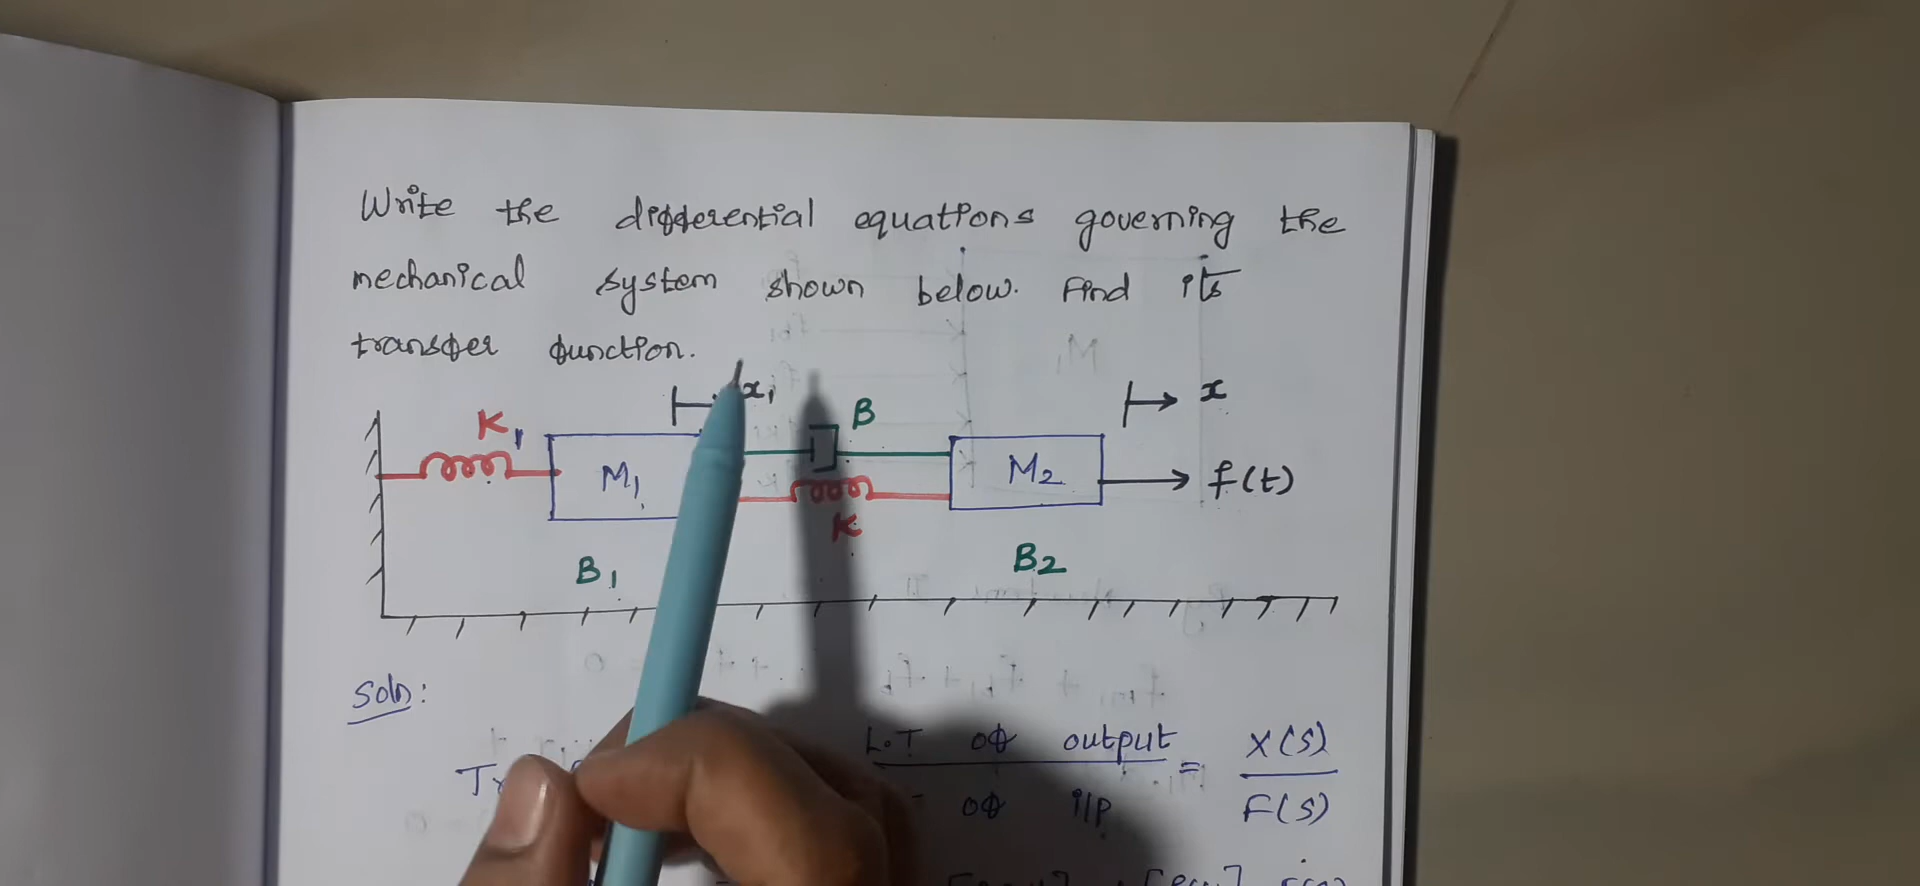 Write the differential equations governing the
mechanical system shown below. Find its
transfer function.
x1
x
K1
B
M1
M2
f(t)
K
B1
B2
Soln:
L.T of output = X(s)
of i/p F(s)